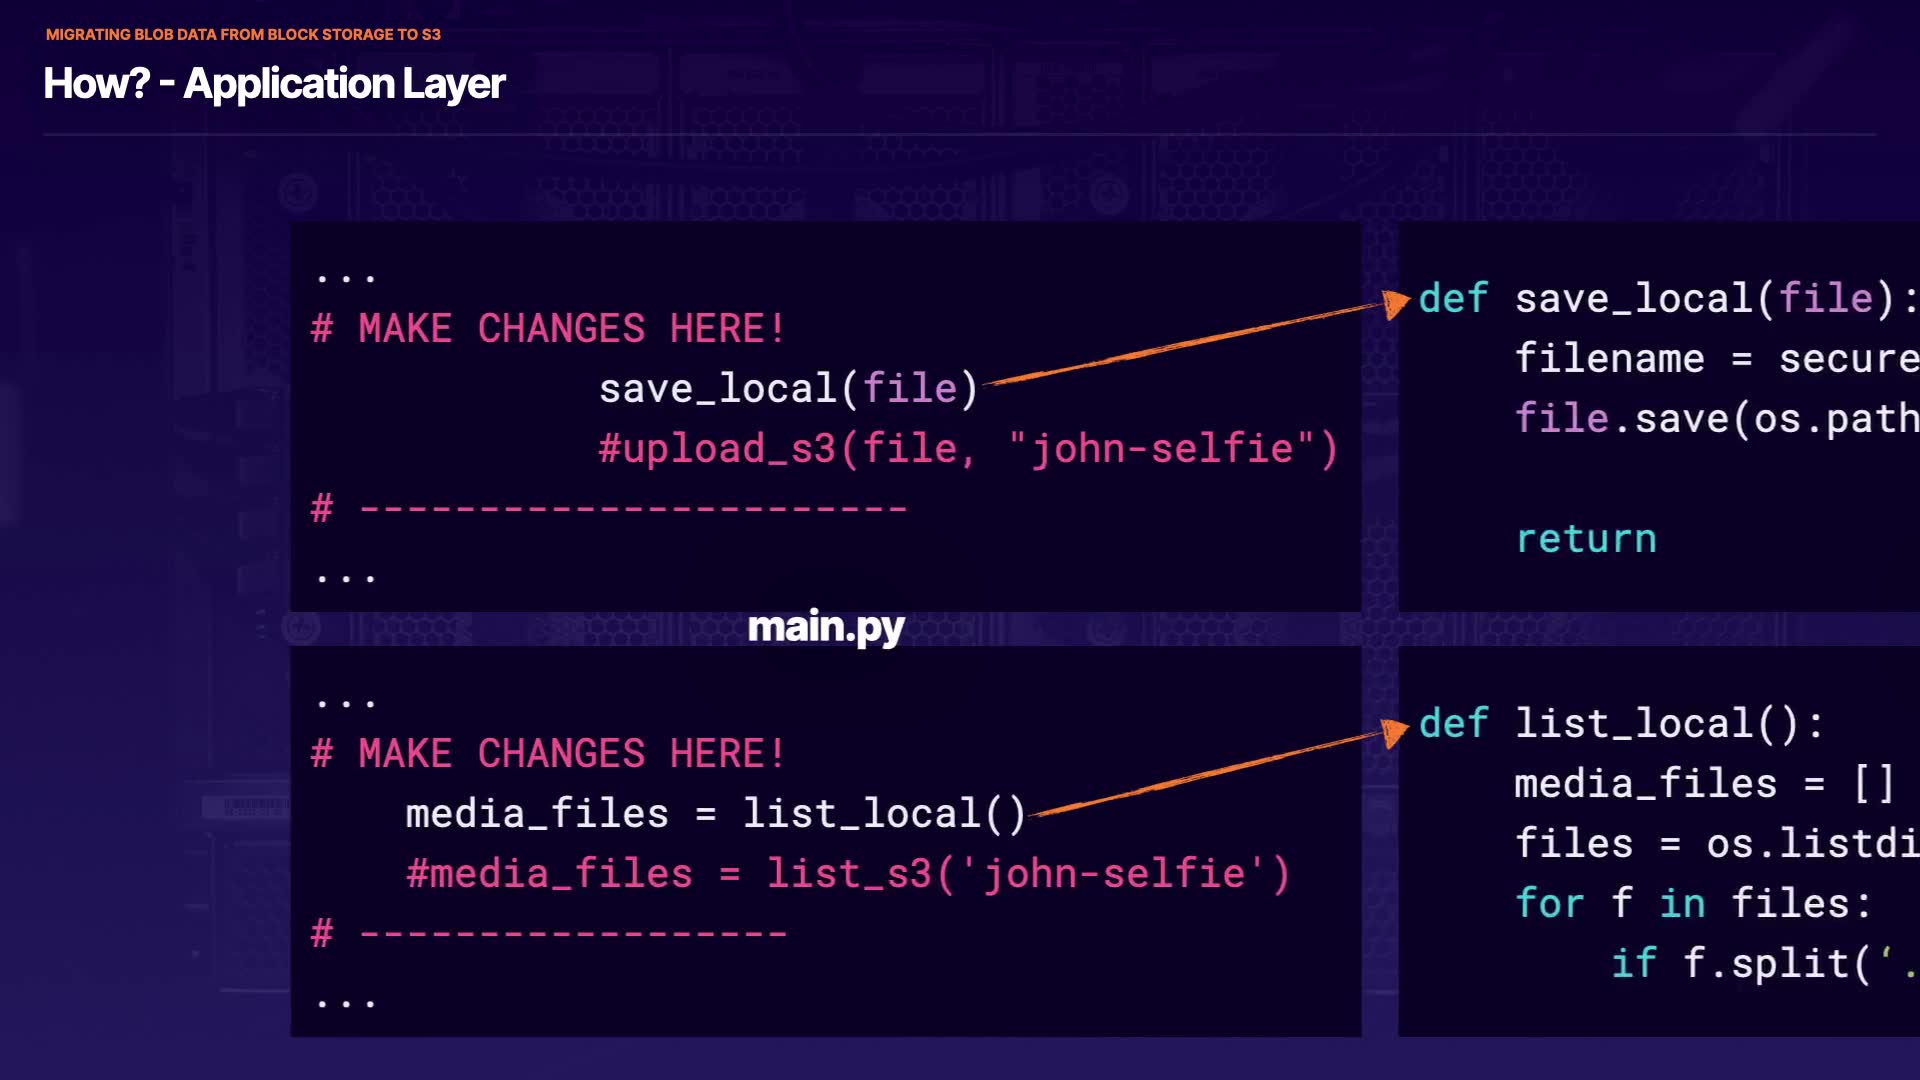 MIGRATING BLOB DATA FROM BLOCK STORAGE TO S3
How? - Application Layer
...
# MAKE CHANGES HERE!
save_local(file)
#upload_s3(file, "john-selfie")
# -----------------------
...
def save_local(file):
filename = secure
file.save(os.path
return
main.py
...
# MAKE CHANGES HERE!
media_files = list_local()
#media_files = list_s3('john-selfie')
# ------------------
...
def list_local():
media_files = []
files = os.listdi
for f in files:
if f.split('.